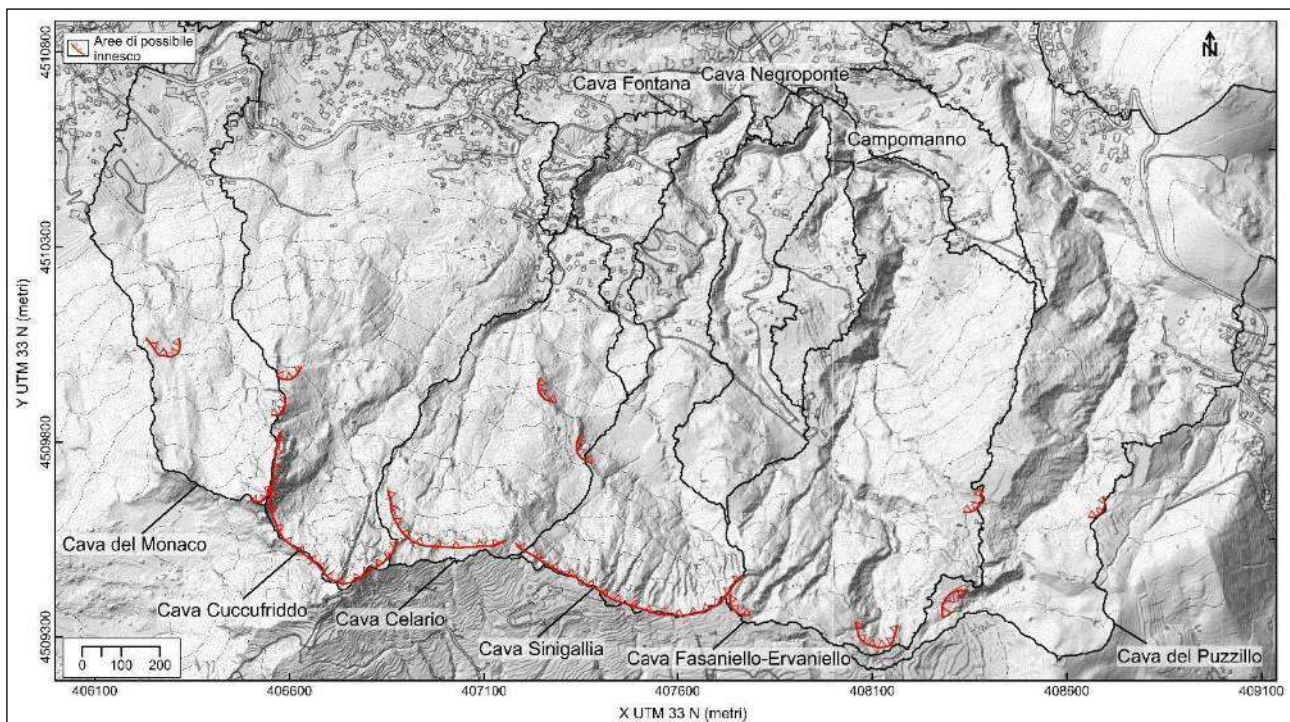 Aree di possibile
innesco
N
Cava Negroponte
Cava Fontana
Campomanno
Cava del Monaco
Cava Cuccufriddo
Cava Celario
Cava Sinigallia
Cava Fasaniello-Ervaniello
Cava del Puzzillo
4510800
4510300
4509800
4509300
Y UTM 33 N (metri)
0 100 200
406100 406600 407100 407600 408100 408600 409100
X UTM 33 N (metri)